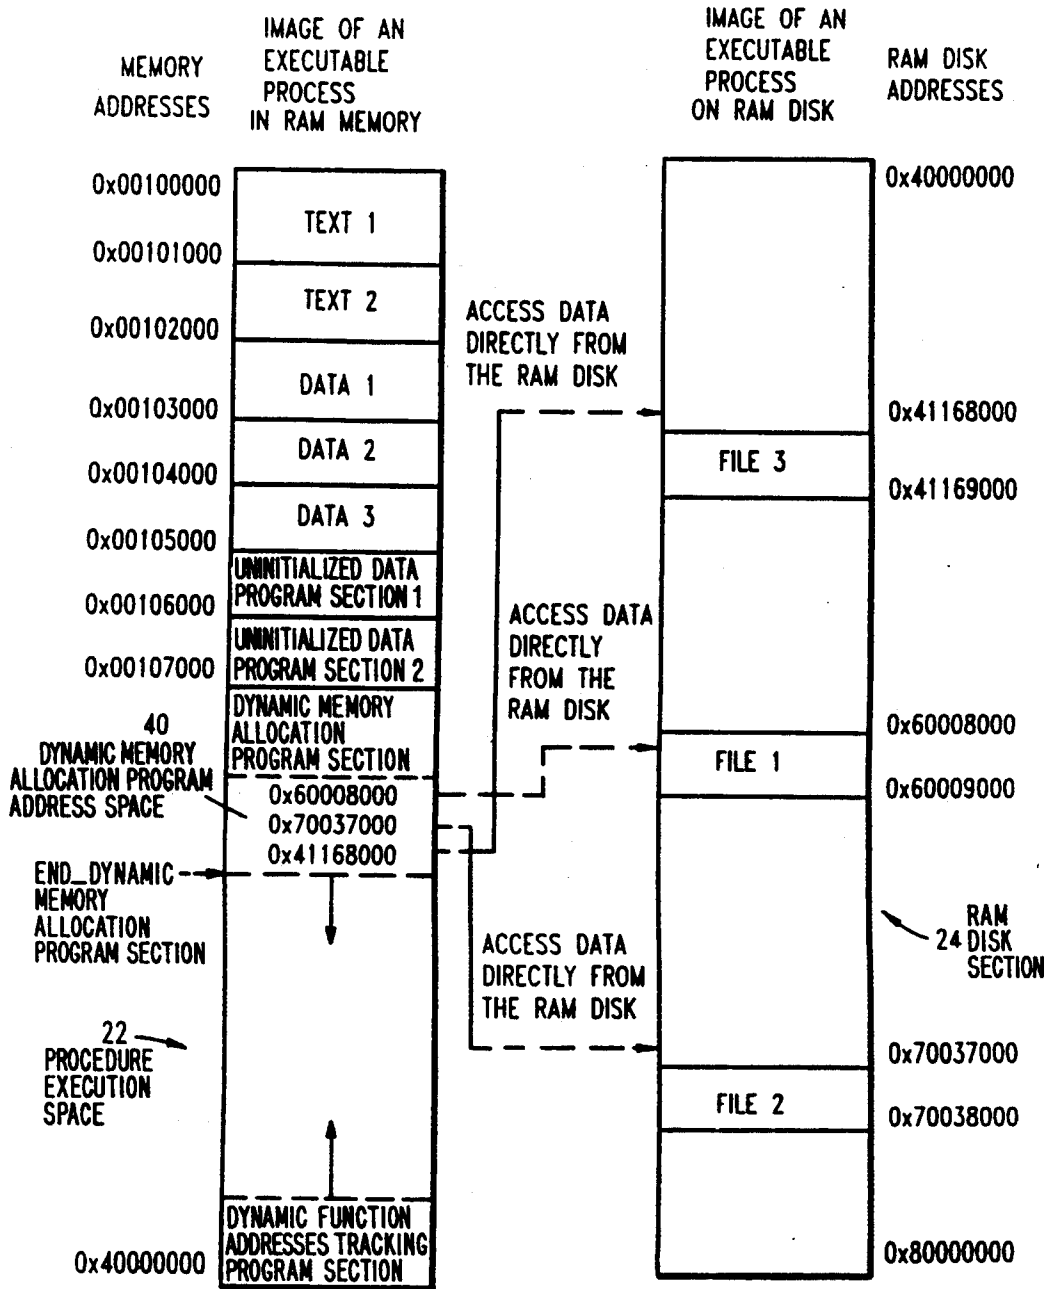 MEMORY
ADDRESSES
IMAGE OF AN
EXECUTABLE
PROCESS
IN RAM MEMORY
IMAGE OF AN
EXECUTABLE
PROCESS
ON RAM DISK
RAM DISK
ADDRESSES
0x00100000
TEXT 1
0x00101000
TEXT 2
0x00102000
DATA 1
0x00103000
DATA 2
0x00104000
DATA 3
0x00105000
UNINITIALIZED DATA
PROGRAM SECTION 1
0x00106000
UNINITIALIZED DATA
PROGRAM SECTION 2
0x00107000
DYNAMIC MEMORY
ALLOCATION
PROGRAM SECTION
40
DYNAMIC MEMORY
ALLOCATION PROGRAM
ADDRESS SPACE
0x60008000
0x70037000
0x41168000
END_DYNAMIC
MEMORY
ALLOCATION
PROGRAM SECTION
22
PROCEDURE
EXECUTION
SPACE
DYNAMIC FUNCTION
ADDRESSES TRACKING
PROGRAM SECTION
0x40000000
ACCESS DATA
DIRECTLY FROM
THE RAM DISK
ACCESS DATA
DIRECTLY
FROM THE
RAM DISK
ACCESS DATA
DIRECTLY FROM
THE RAM DISK
0x40000000
0x41168000
FILE 3
0x41169000
0x60008000
FILE 1
0x60009000
24
RAM
DISK
SECTION
0x70037000
FILE 2
0x70038000
0x80000000